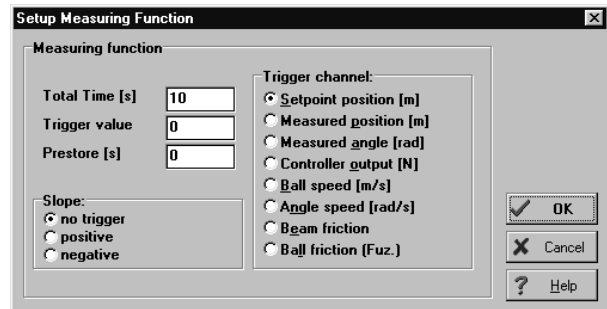 Setup Measuring Function
Measuring function
Total Time [s] 10
Trigger value 0
Prestore [s] 0
Slope:
no trigger
positive
negative
Trigger channel:
Setpoint position [m]
Measured position [m]
Measured angle [rad]
Controller output [N]
Ball speed [m/s]
Angle speed [rad/s]
Beam friction
Ball friction (Fuz.)
OK
Cancel
Help